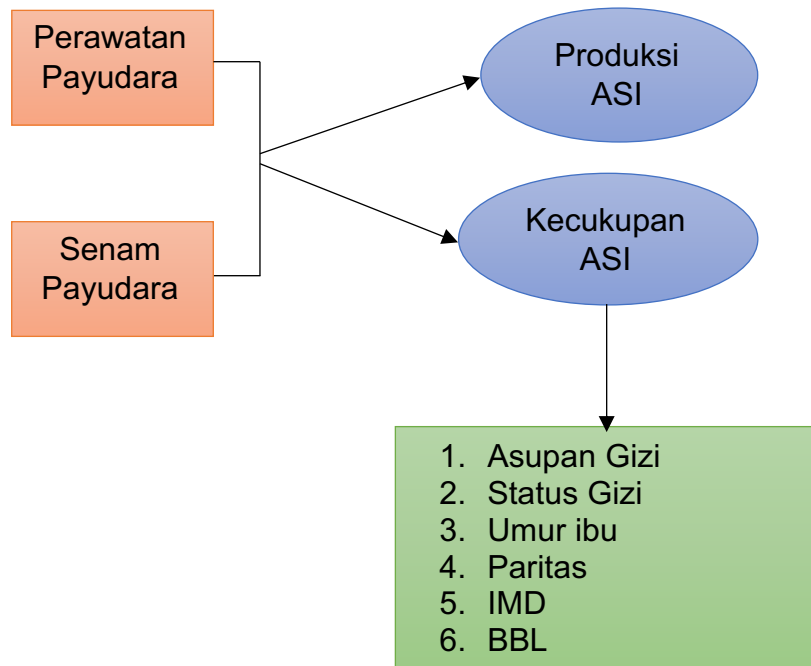 Perawatan
Payudara
Produksi
ASI
Senam
Payudara
Kecukupan
ASI
1. Asupan Gizi
2. Status Gizi
3. Umur ibu
4. Paritas
5. IMD
6. BBL